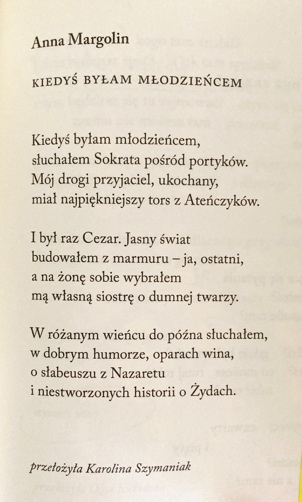 Anna Margolin
KIEDYŚ BYŁAM MŁODZIEŃCEM
Kiedyś byłam młodzieńcem,
słuchałem Sokrata pośród portyków.
Mój drogi przyjaciel, ukochany,
miał najpiękniejszy tors z Ateńczyków.
I był raz Cezar. Jasny świat
budowałem z marmuru – ja, ostatni,
a na żonę sobie wybrałem
mą własną siostrę o dumnej twarzy.
W różanym wieńcu do późna słuchałem,
w dobrym humorze, oparach wina,
o słabeuszu z Nazaretu
i niestworzonych historii o Żydach.
przełożyła Karolina Szymaniak